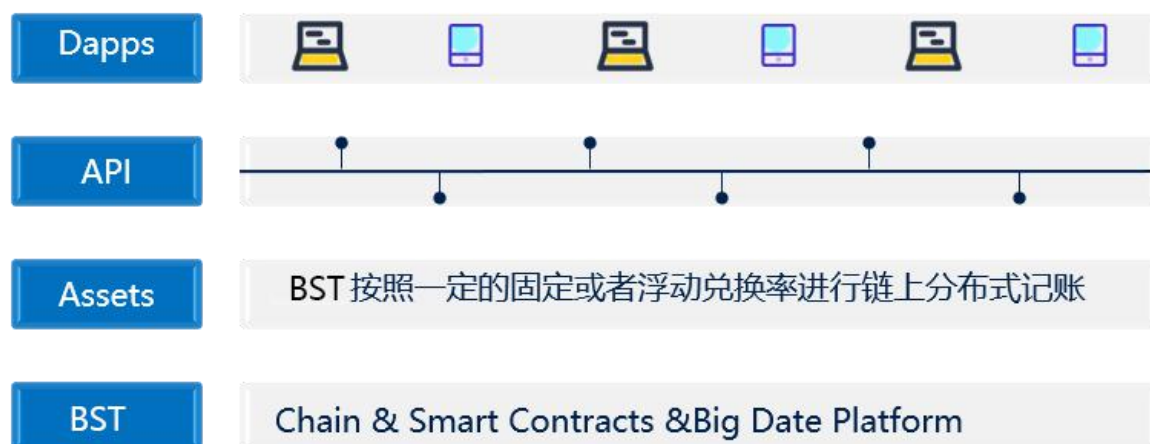 Dapps
API
Assets
BST 按照一定的固定或者浮动兑换率进行链上分布式记账
BST
Chain & Smart Contracts &Big Date Platform